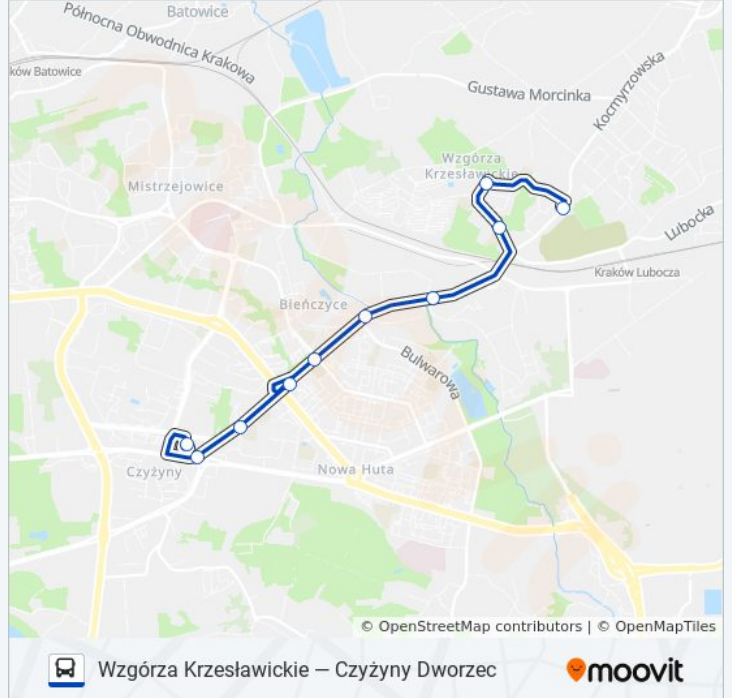 Batowice
Północna Obwodnica Krakowa
ków Batowice
Gustawa Morcinka
Kocmyrzowska
Wzgórza
Krzesławickie
Mistrzejowice
Lubocka
Kraków Lubocza
Bieńczyce
Bulwarowa
Czyżyny
Nowa Huta
© OpenStreetMap contributors | © OpenMapTiles
Wzgórza Krzesławickie — Czyżyny Dworzec
moovit